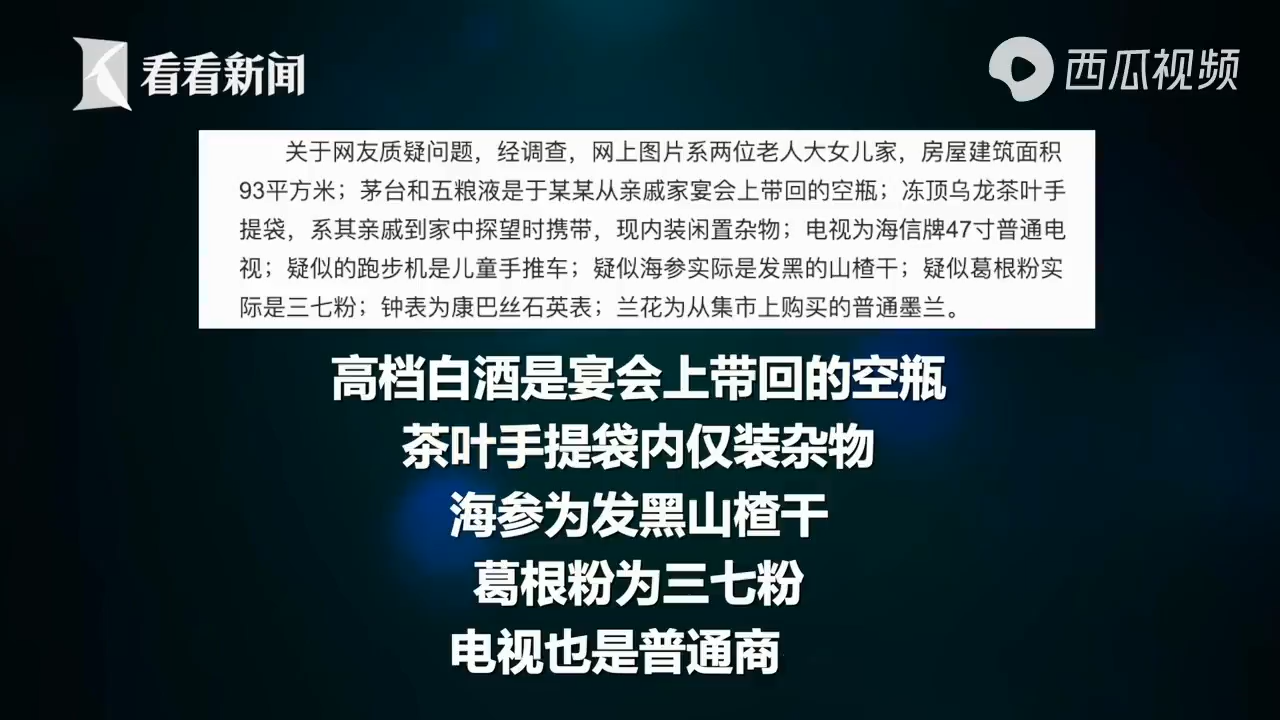 看看新闻
西瓜视频
关于网友质疑问题，经调查，网上图片系两位老人大女儿家，房屋建筑面积
93平方米；茅台和五粮液是于某某从亲戚家宴会上带回的空瓶；冻顶乌龙茶叶手
提袋，系其亲戚到家中探望时携带，现内装闲置杂物；电视为海信牌47寸普通电
视；疑似的跑步机是儿童手推车；疑似海参实际是发黑的山楂干；疑似葛根粉实
际是三七粉；钟表为康巴丝石英表；兰花为从集市上购买的普通墨兰。
高档白酒是宴会上带回的空瓶
茶叶手提袋内仅装杂物
海参为发黑山楂干
葛根粉为三七粉
电视也是普通商